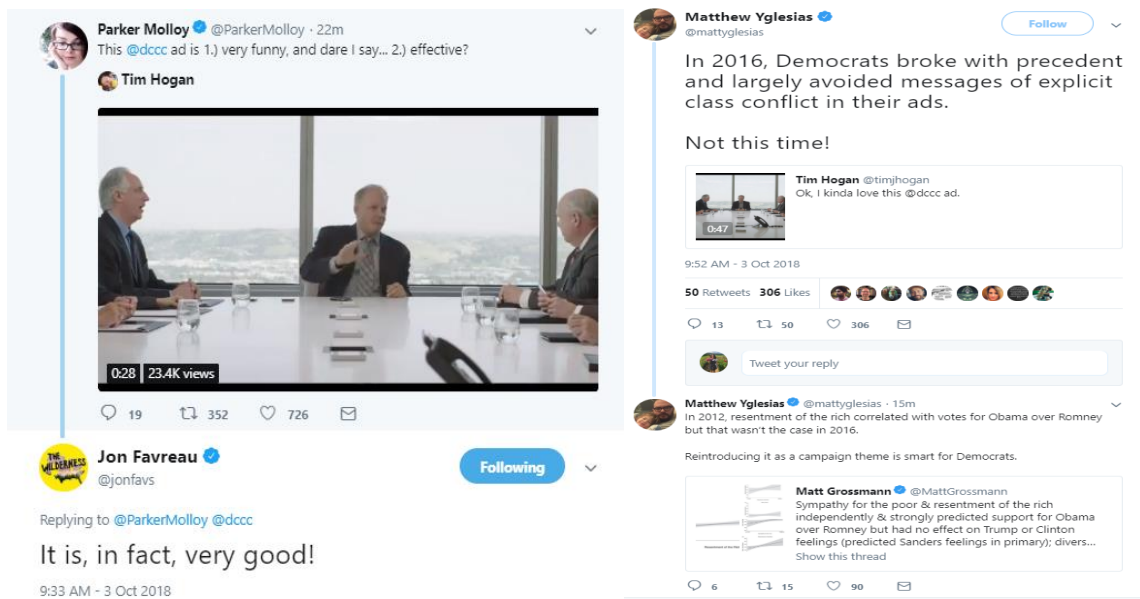 Parker Molloy @ParkerMolloy · 22m
This @dccc ad is 1.) very funny, and dare I say... 2.) effective?
Tim Hogan
0:28 23.4K views
19 352 726
THE WILDERNESS
Jon Favreau
@jonfavs
Following
Replying to @ParkerMolloy @dccc
It is, in fact, very good!
9:33 AM - 3 Oct 2018
Matthew Yglesias
@mattyglesias
Follow
In 2016, Democrats broke with precedent
and largely avoided messages of explicit
class conflict in their ads.
Not this time!
Tim Hogan @timjhogan
Ok, I kinda love this @dccc ad.
0:47
9:52 AM - 3 Oct 2018
50 Retweets 306 Likes
13 50 306
Tweet your reply
Matthew Yglesias @mattyglesias · 15m
In 2012, resentment of the rich correlated with votes for Obama over Romney
but that wasn't the case in 2016.
Reintroducing it as a campaign theme is smart for Democrats.
Matt Grossmann @MattGrossmann
Sympathy for the poor & resentment of the rich
independently & strongly predicted support for Obama
over Romney but had no effect on Trump or Clinton
feelings (predicted Sanders feelings in primary); divers...
Show this thread
6 15 90